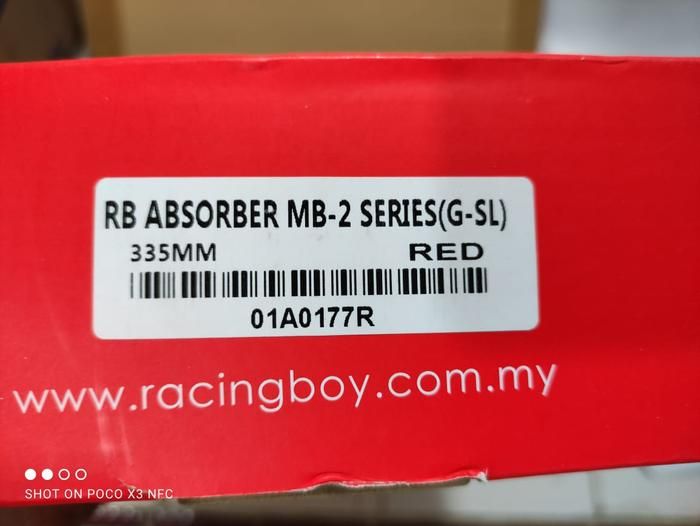 RB ABSORBER MB-2 SERIES(G-SL)
335MM RED
01A0177R
www.racingboy.com.my
SHOT ON POCO X3 NFC